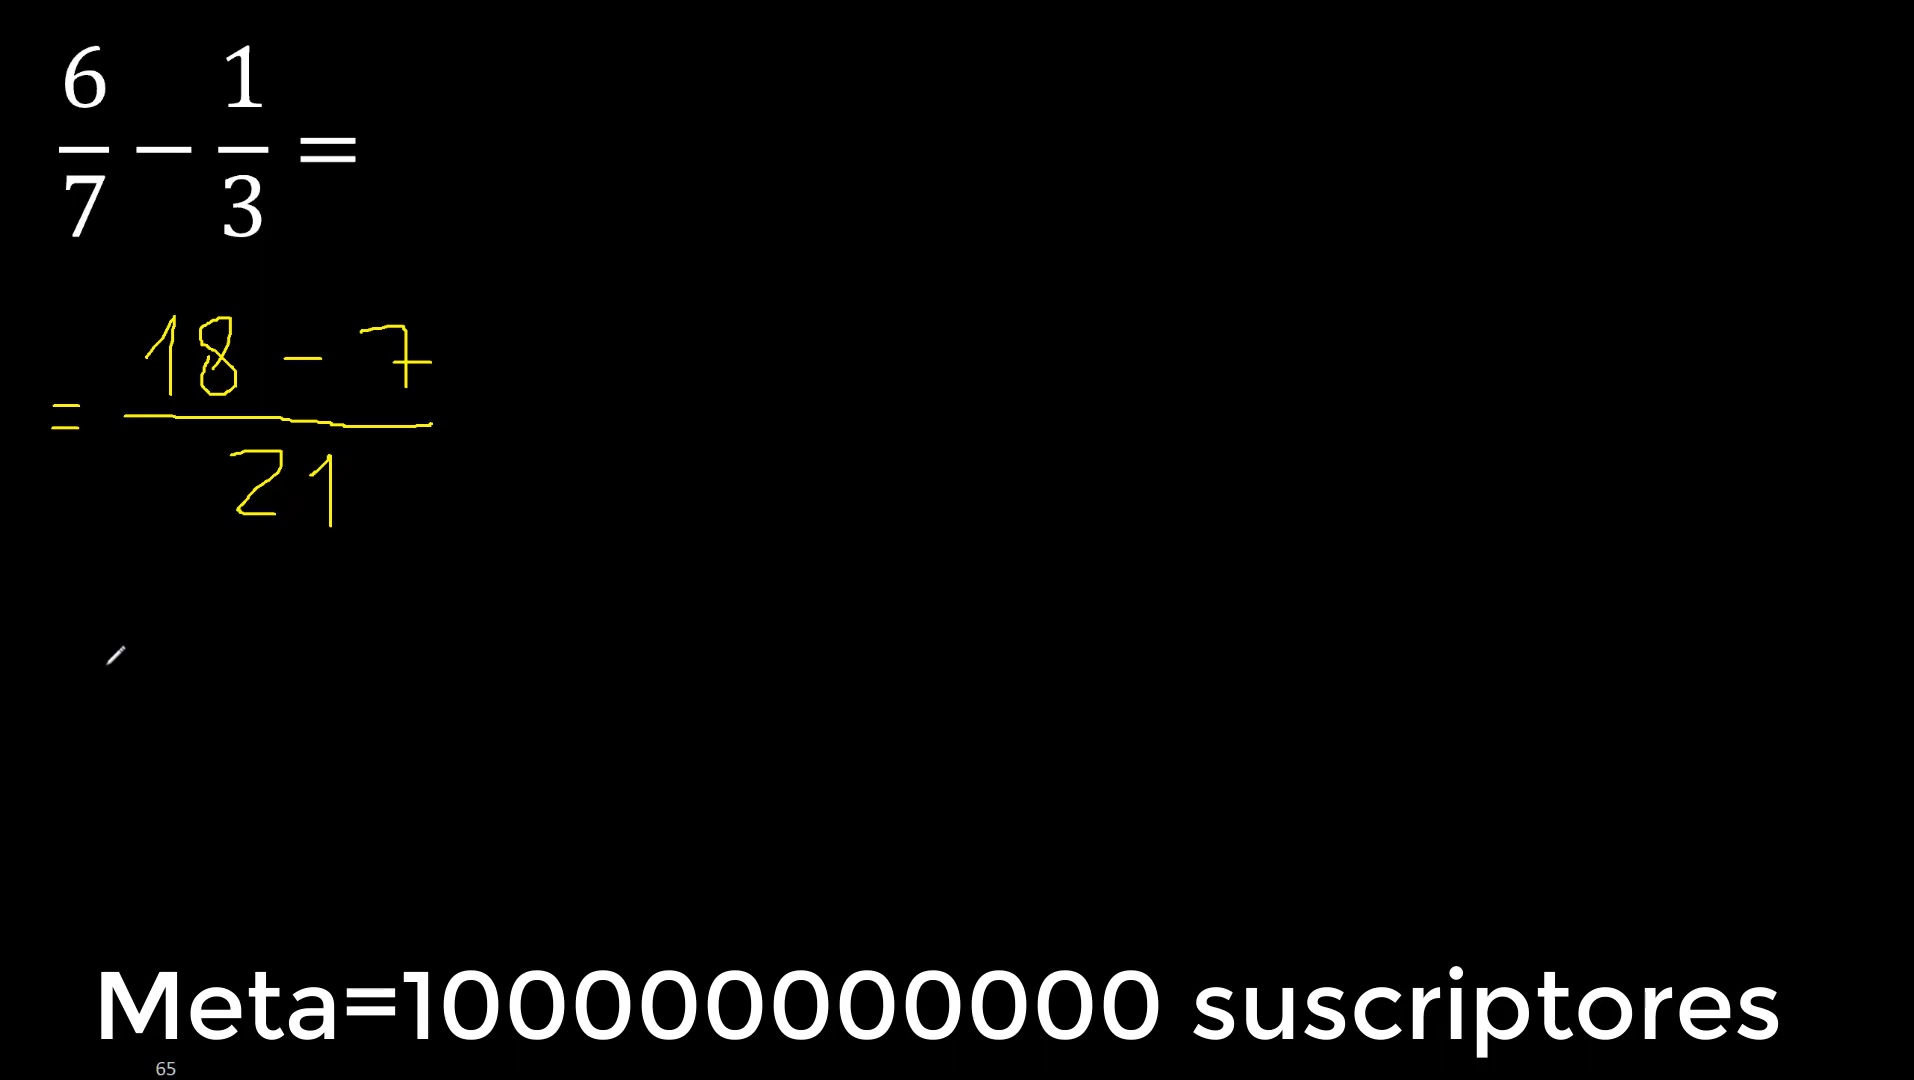 6/7 − 1/3 =
= (18 − 7)/21
Meta=100000000000 suscriptores
65